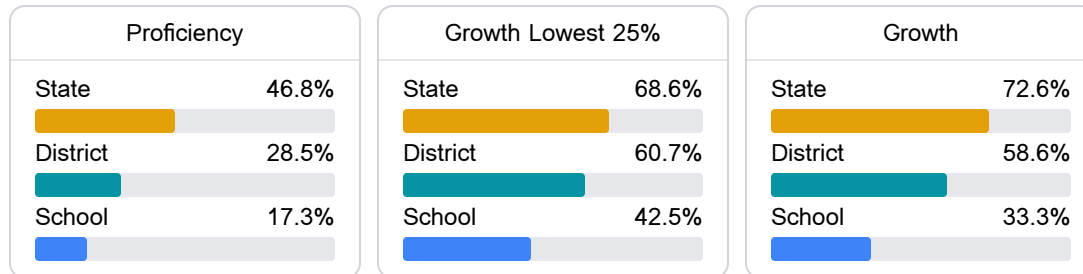 Proficiency
State 46.8%
District 28.5%
School 17.3%
Growth Lowest 25%
State 68.6%
District 60.7%
School 42.5%
Growth
State 72.6%
District 58.6%
School 33.3%